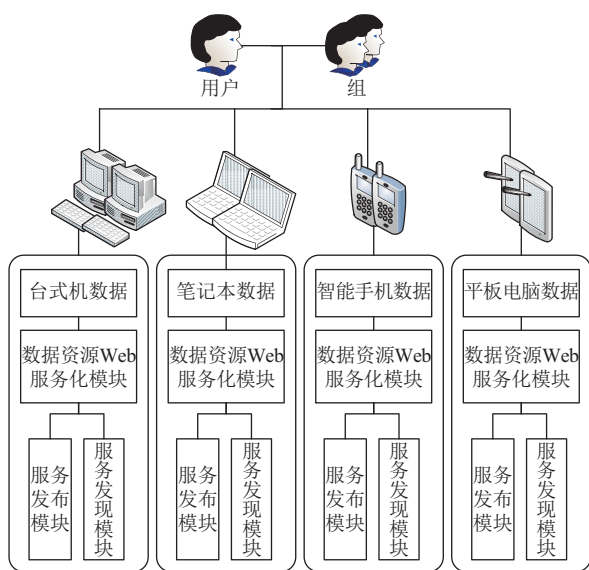 用户
组
台式机数据
笔记本数据
智能手机数据
平板电脑数据
数据资源Web
服务化模块
数据资源Web
服务化模块
数据资源Web
服务化模块
数据资源Web
服务化模块
服务
发布
模块
服务发现模块
服务
发布
模块
服务发现模块
服务
发布
模块
服务发现模块
服务
发布
模块
服务发现模块